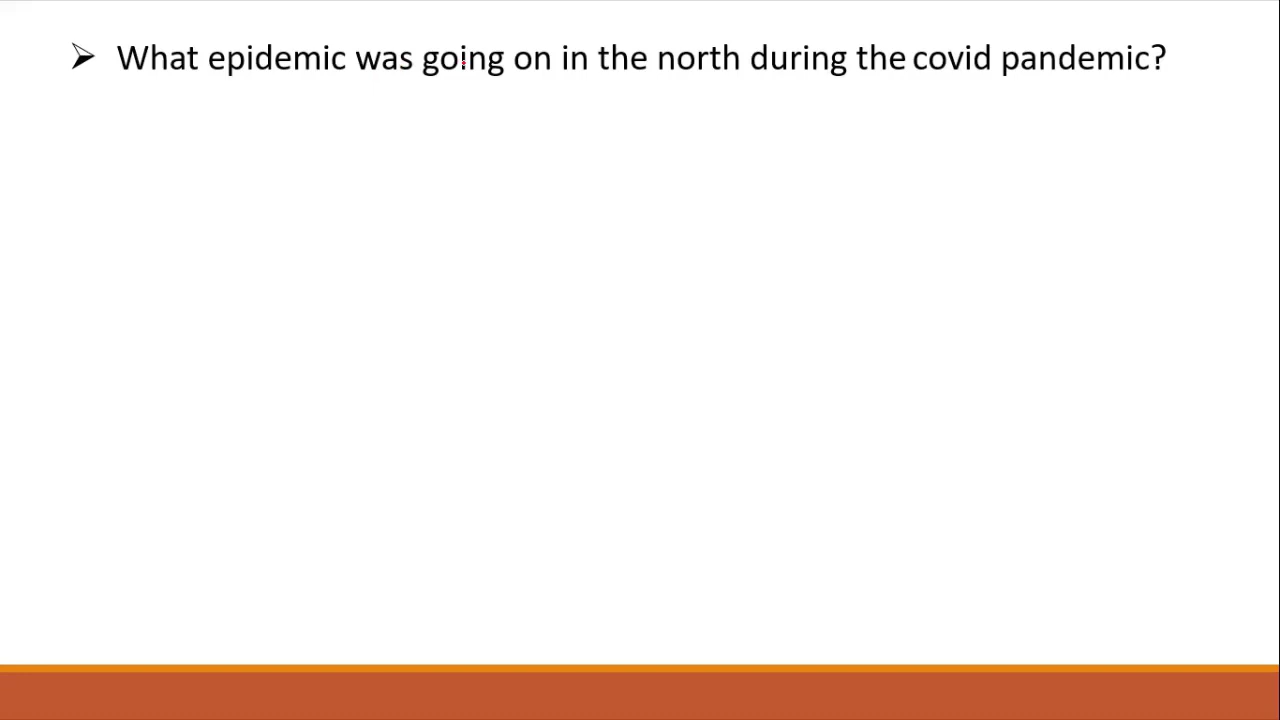 ➢ What epidemic was going on in the north during the covid pandemic?